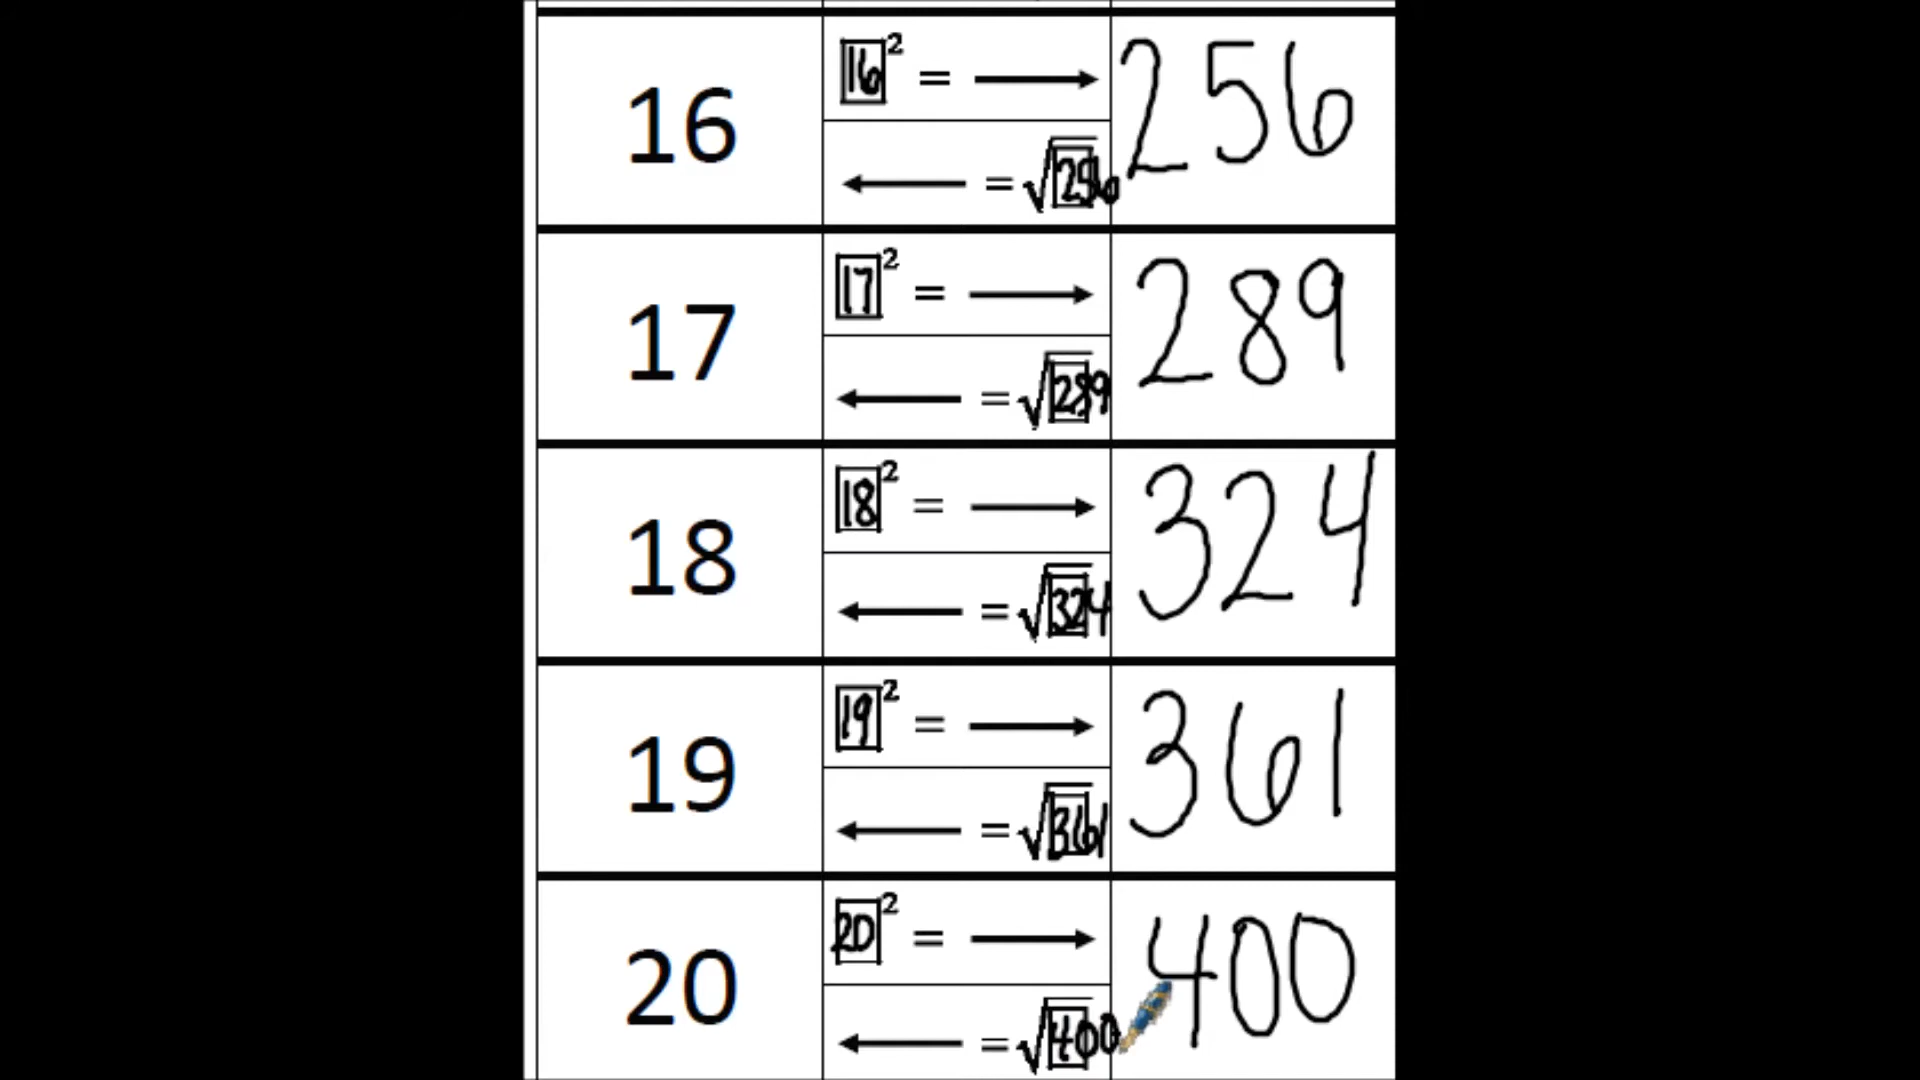 16
16² = → 256
← = √256
17
17² = → 289
← = √289
18
18² = → 324
← = √324
19
19² = → 361
← = √361
20
20² = → 400
← = √400